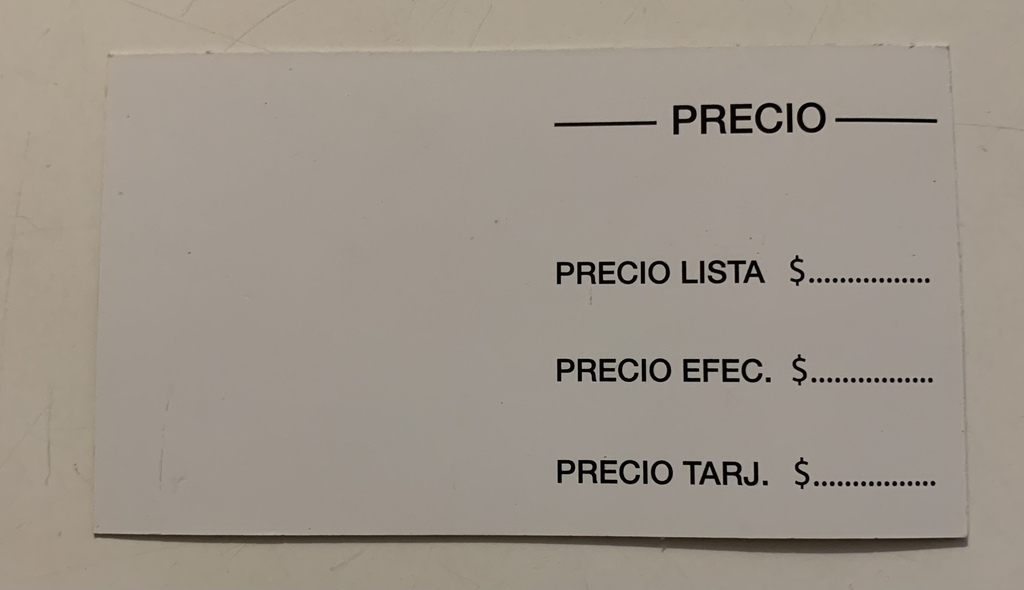 PRECIO
PRECIO LISTA $................
PRECIO EFEC. $................
PRECIO TARJ. $................